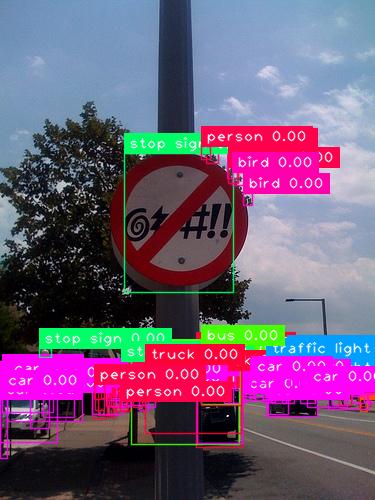 stop sign
person 0.00
bird 0.00
bird 0.00
@⚡#!!
stop sign 0.00
bus 0.00
truck 0.00
traffic light
car
car 0.00
person 0.00
person 0.00
car 0.00
car 0.00